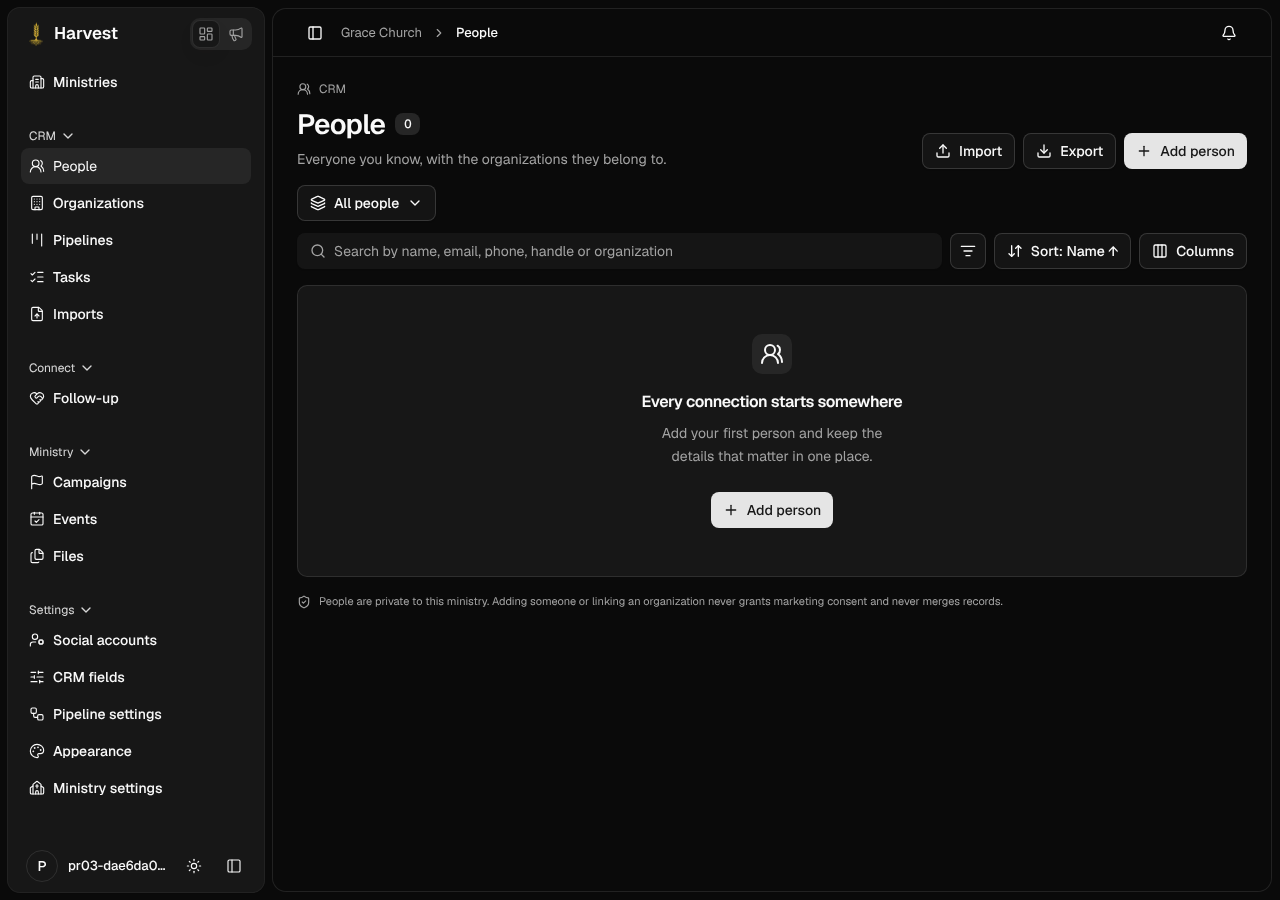 Harvest
Ministries
CRM
People
Organizations
Pipelines
Tasks
Imports
Connect
Follow-up
Ministry
Campaigns
Events
Files
Settings
Social accounts
CRM fields
Pipeline settings
Appearance
Ministry settings
P pr03-dae6da0...
Grace Church > People
CRM
People 0
Everyone you know, with the organizations they belong to.
Import Export Add person
All people
Search by name, email, phone, handle or organization
Sort: Name ↑ Columns
Every connection starts somewhere
Add your first person and keep the
details that matter in one place.
Add person
People are private to this ministry. Adding someone or linking an organization never grants marketing consent and never merges records.